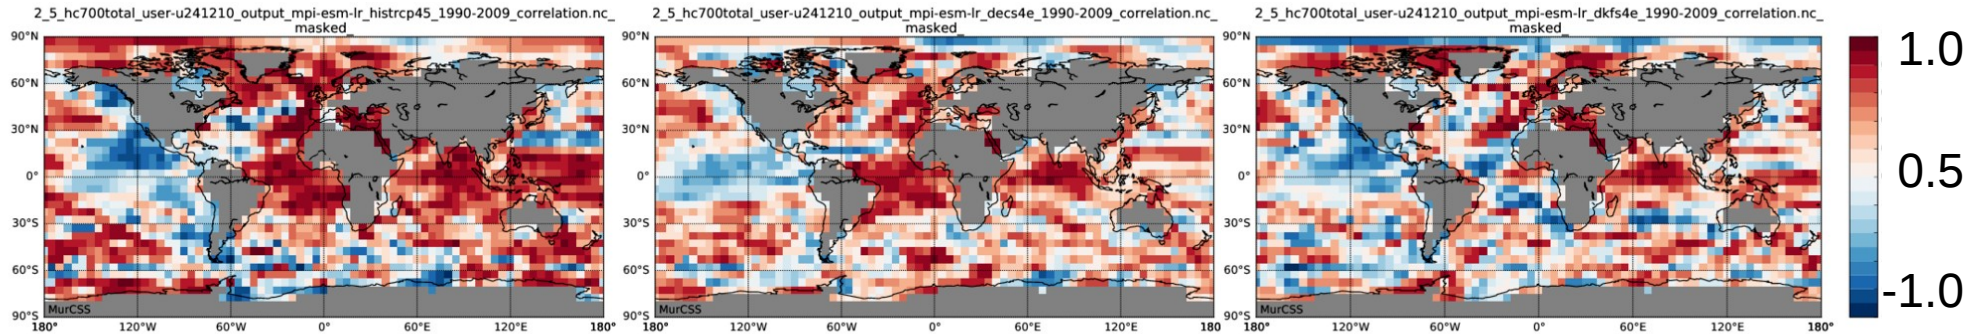 2_5_hc700total_user-u241210_output_mpi-esm-lr_histrcp45_1990-2009_correlation.nc_
masked_
90°N
60°N
30°N
0°
30°S
60°S
90°S
MurCSS
180° 120°W 60°W 0° 60°E 120°E 180°
2_5_hc700total_user-u241210_output_mpi-esm-lr_decs4e_1990-2009_correlation.nc_
masked_
90°N
60°N
30°N
0°
30°S
60°S
90°S
MurCSS
180° 120°W 60°W 0° 60°E 120°E 180°
2_5_hc700total_user-u241210_output_mpi-esm-lr_dkfs4e_1990-2009_correlation.nc_
masked_
90°N
60°N
30°N
0°
30°S
60°S
90°S
MurCSS
180° 120°W 60°W 0° 60°E 120°E 180°
1.0
0.5
-1.0